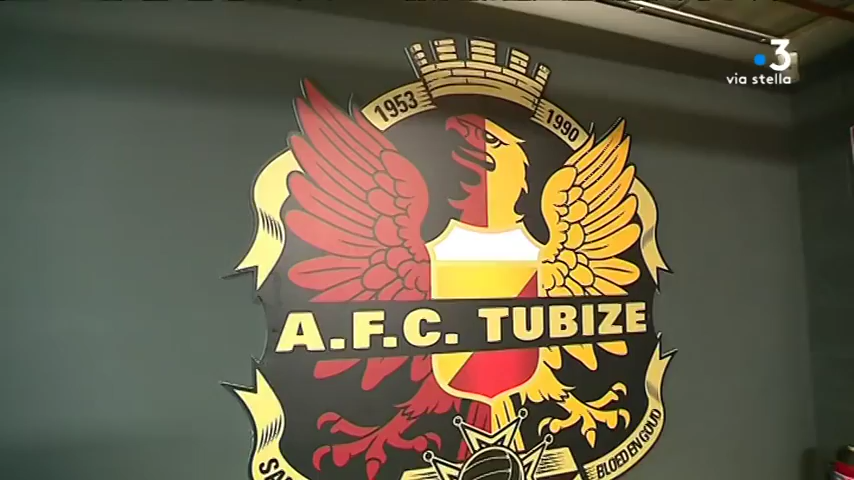 3
via stella
1953
1990
A.F.C. TUBIZE
BLOED EN GOUD